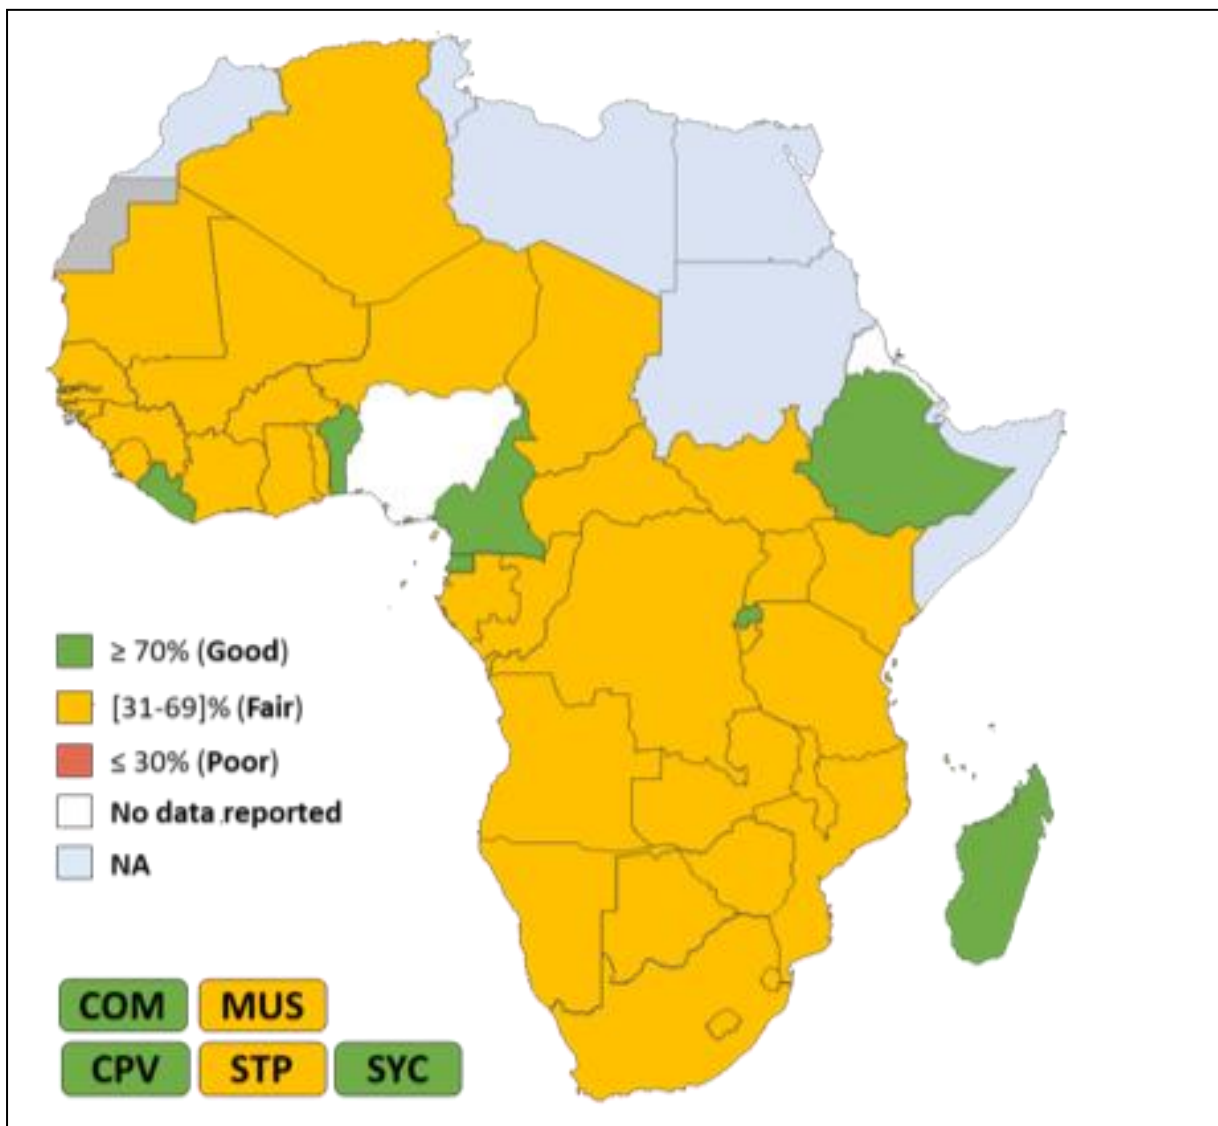 ≥ 70% (Good)
[31-69]% (Fair)
≤ 30% (Poor)
No data reported
NA
COM MUS
CPV STP SYC